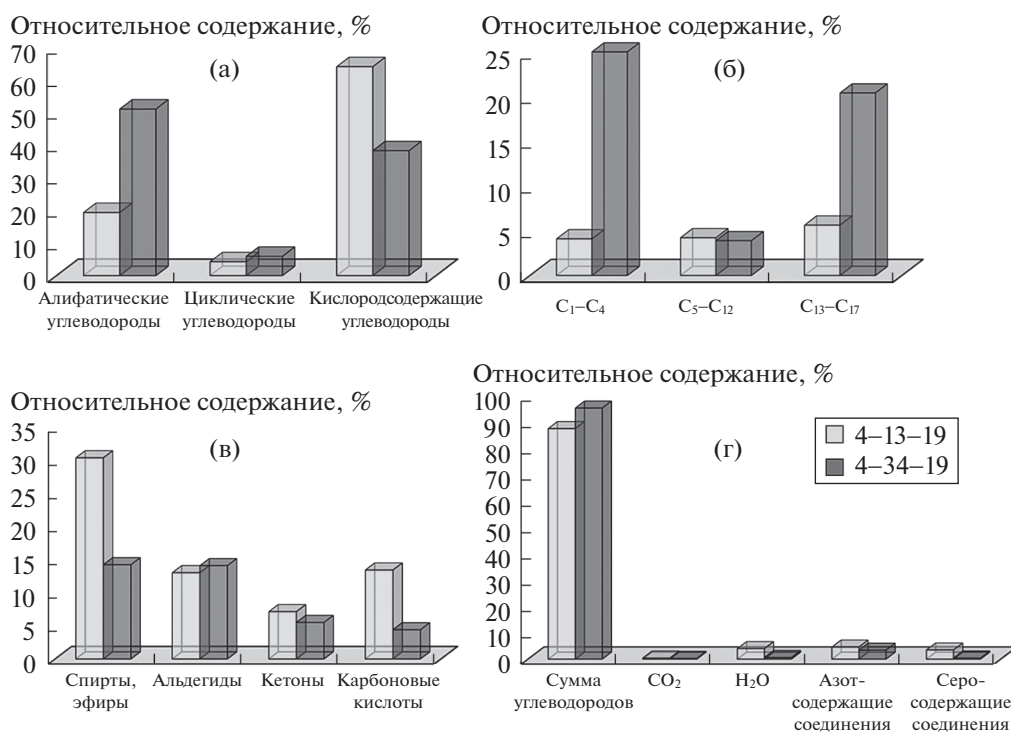 Относительное содержание, %
(а)
70
60
50
40
30
20
10
0
Алифатические Циклические Кислородсодержащие
углеводороды углеводороды углеводороды
Относительное содержание, %
(б)
25
20
15
10
5
0
C₁–C₄ C₅–C₁₂ C₁₃–C₁₇
Относительное содержание, %
(в)
35
30
25
20
15
10
5
0
Спирты, Альдегиды Кетоны Карбоновые
эфиры кислоты
Относительное содержание, %
(г)
100
90
80
70
60
50
40
30
20
10
0
4–13–19
4–34–19
Сумма CO₂ H₂O Азот- Серо-
углеводородов содержащие содержащие
соединения соединения